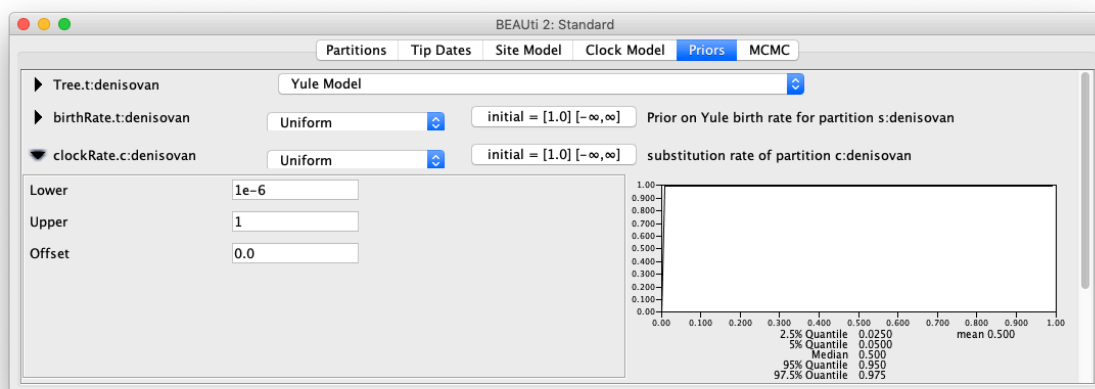 BEAUti 2: Standard
Partitions Tip Dates Site Model Clock Model Priors MCMC
Tree.t:denisovan Yule Model
birthRate.t:denisovan Uniform initial = [1.0] [-∞,∞] Prior on Yule birth rate for partition s:denisovan
clockRate.c:denisovan Uniform initial = [1.0] [-∞,∞] substitution rate of partition c:denisovan
Lower 1e-6
Upper 1
Offset 0.0
1.00
0.900
0.800
0.700
0.600
0.500
0.400
0.300
0.200
0.100
0.00
0.00 0.100 0.200 0.300 0.400 0.500 0.600 0.700 0.800 0.900 1.00
2.5% Quantile 0.0250 mean 0.500
5% Quantile 0.0500
Median 0.500
95% Quantile 0.950
97.5% Quantile 0.975